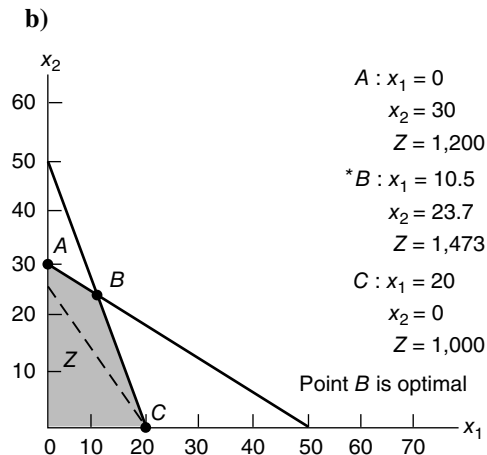 b)
x2
60
50
40
30
20
10
A
B
Z
C
0 10 20 30 40 50 60 70
x1
A : x1 = 0
x2 = 30
Z = 1,200
*B : x1 = 10.5
x2 = 23.7
Z = 1,473
C : x1 = 20
x2 = 0
Z = 1,000
Point B is optimal